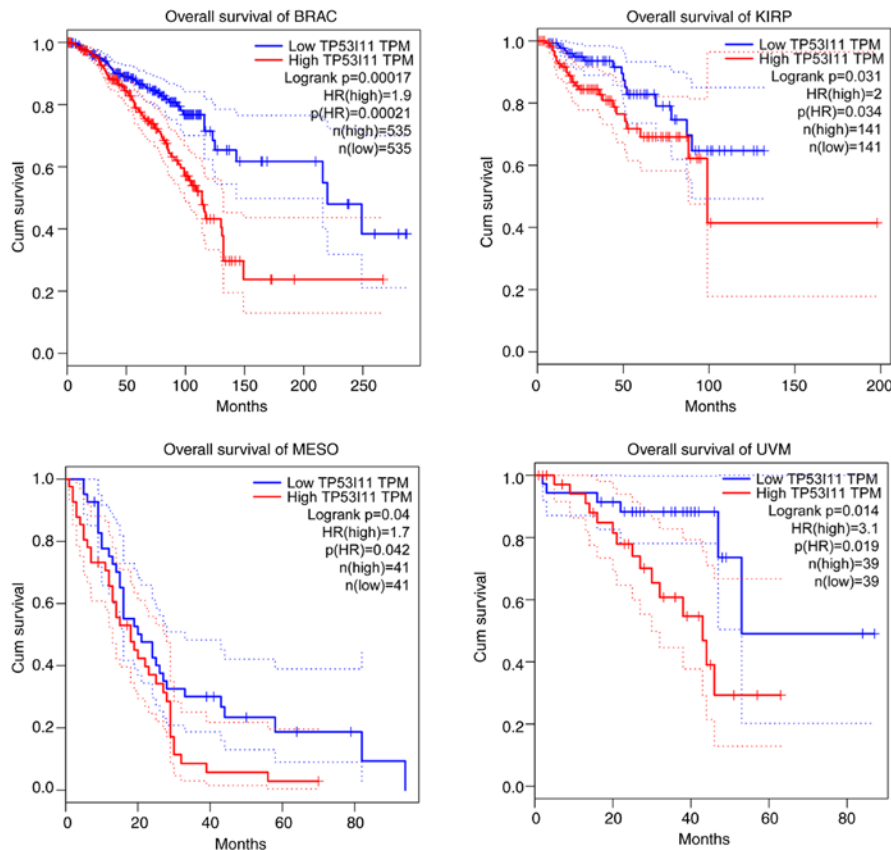 Overall survival of BRAC
Low TP53I11 TPM
High TP53I11 TPM
Logrank p=0.00017
HR(high)=1.9
p(HR)=0.00021
n(high)=535
n(low)=535
Cum survival
1.0
0.8
0.6
0.4
0.2
0.0
0 50 100 150 200 250
Months
Overall survival of KIRP
Low TP53I11 TPM
High TP53I11 TPM
Logrank p=0.031
HR(high)=2
p(HR)=0.034
n(high)=141
n(low)=141
Cum survival
1.0
0.8
0.6
0.4
0.2
0.0
0 50 100 150 200
Months
Overall survival of MESO
Low TP53I11 TPM
High TP53I11 TPM
Logrank p=0.04
HR(high)=1.7
p(HR)=0.042
n(high)=41
n(low)=41
Cum survival
1.0
0.8
0.6
0.4
0.2
0.0
0 20 40 60 80
Months
Overall survival of UVM
Low TP53I11 TPM
High TP53I11 TPM
Logrank p=0.014
HR(high)=3.1
p(HR)=0.019
n(high)=39
n(low)=39
Cum survival
1.0
0.8
0.6
0.4
0.2
0.0
0 20 40 60 80
Months